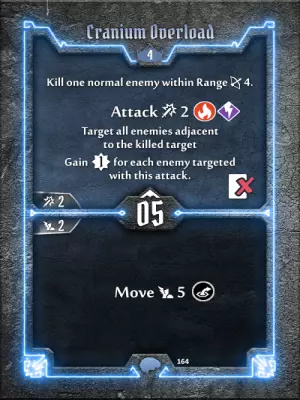 Cranium Overload
4
Kill one normal enemy within Range 4.
Attack 2
Target all enemies adjacent
to the killed target
Gain 1 for each enemy targeted
with this attack.
2
05
2
Move 5
164